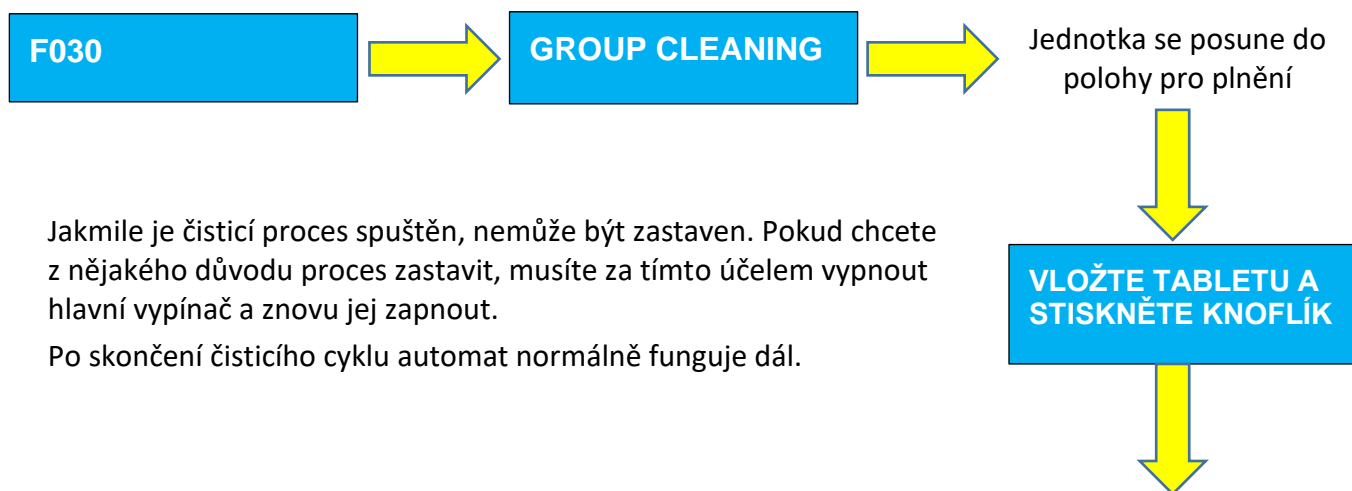 F030
GROUP CLEANING
Jednotka se posune do
polohy pro plnění
Jakmile je čisticí proces spuštěn, nemůže být zastaven. Pokud chcete
z nějakého důvodu proces zastavit, musíte za tímto účelem vypnout
hlavní vypínač a znovu jej zapnout.
Po skončení čisticího cyklu automat normálně funguje dál.
VLOŽTE TABLETU A
STISKNĚTE KNOFLÍK